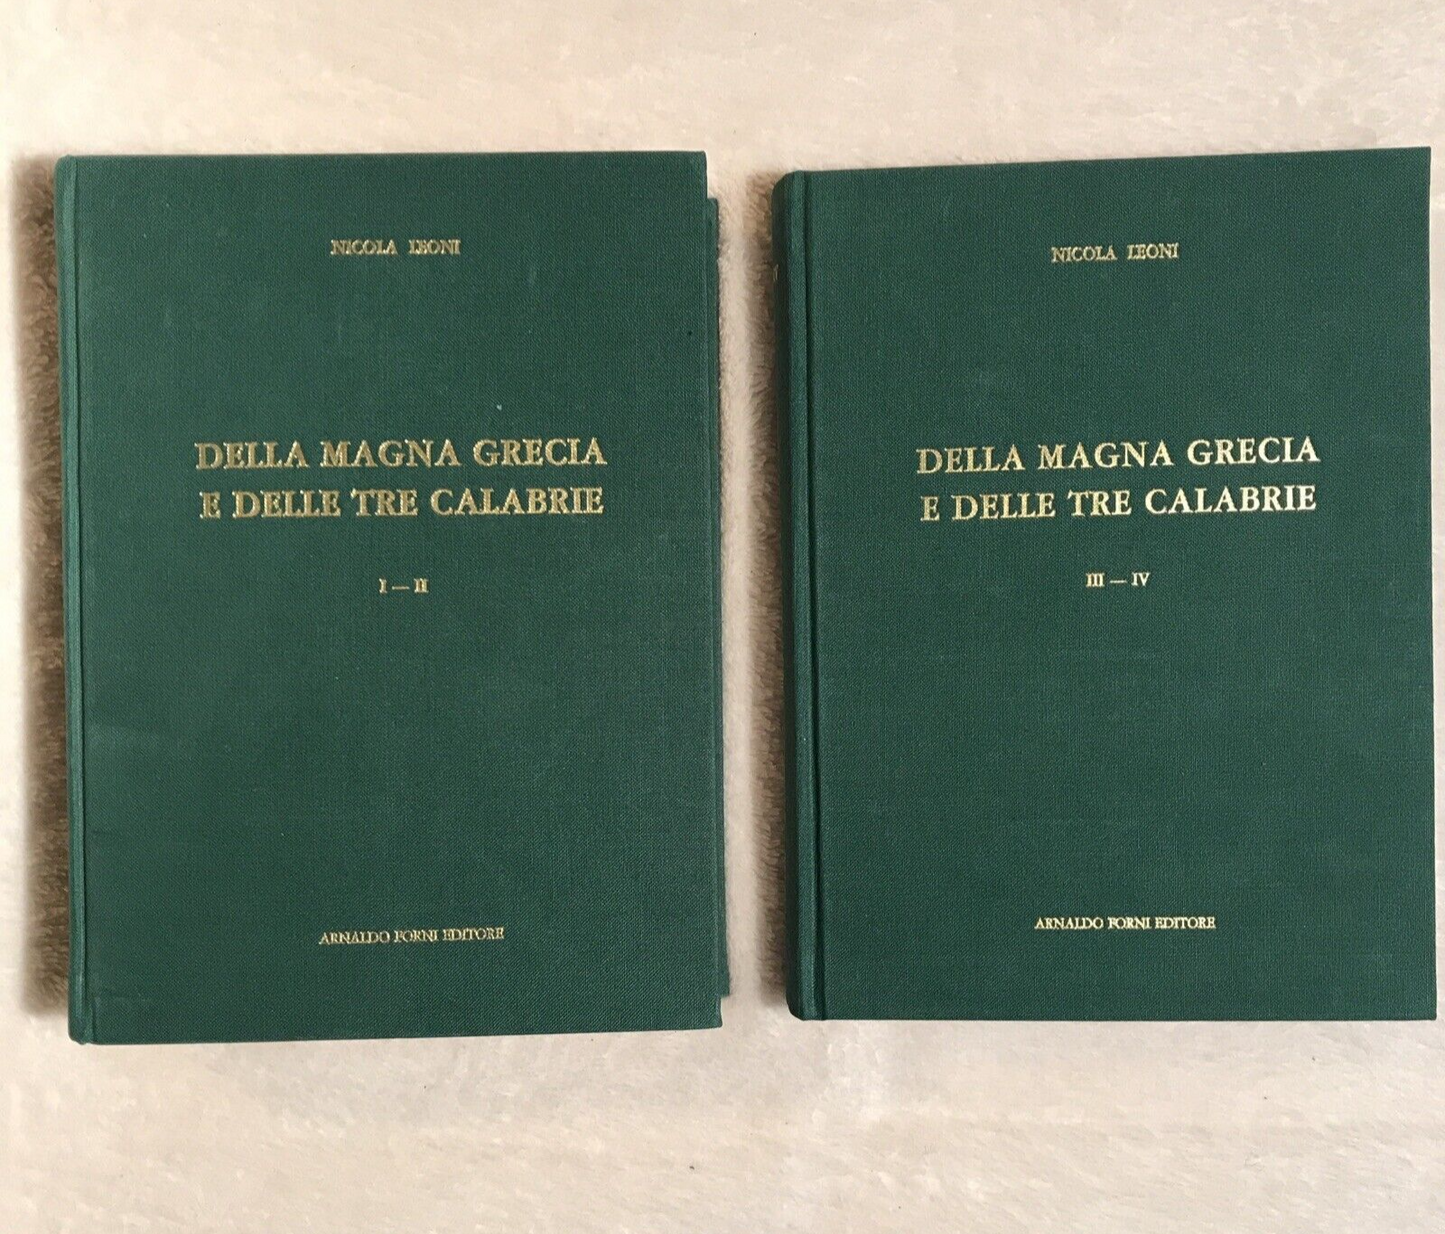 NICOLA LEONI
DELLA MAGNA GRECIA
E DELLE TRE CALABRIE
I — II
ARNALDO FORNI EDITORE
NICOLA LEONI
DELLA MAGNA GRECIA
E DELLE TRE CALABRIE
III — IV
ARNALDO FORNI EDITORE